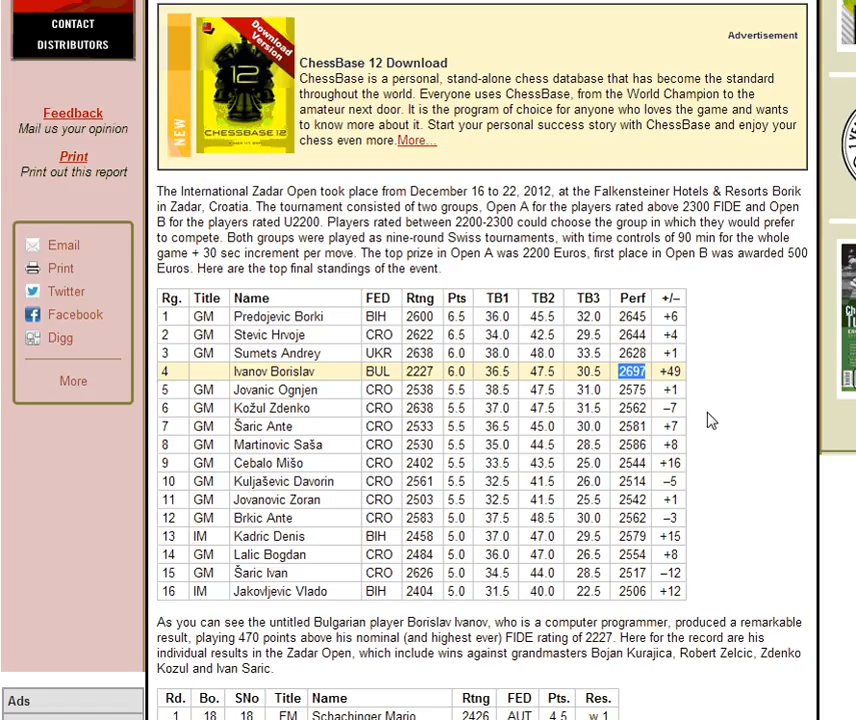 CONTACT
DISTRIBUTORS
Feedback
Mail us your opinion
Print
Print out this report
Email
Print
Twitter
Facebook
Digg
More
Ads
Download
Version
12
CHESSBASE 12
NEW
Advertisement
ChessBase 12 Download
ChessBase is a personal, stand-alone chess database that has become the standard
throughout the world. Everyone uses ChessBase, from the World Champion to the
amateur next door. It is the program of choice for anyone who loves the game and wants
to know more about it. Start your personal success story with ChessBase and enjoy your
chess even more.More...
The International Zadar Open took place from December 16 to 22, 2012, at the Falkensteiner Hotels & Resorts Borik
in Zadar, Croatia. The tournament consisted of two groups, Open A for the players rated above 2300 FIDE and Open
B for the players rated U2200. Players rated between 2200-2300 could choose the group in which they would prefer
to compete. Both groups were played as nine-round Swiss tournaments, with time controls of 90 min for the whole
game + 30 sec increment per move. The top prize in Open A was 2200 Euros, first place in Open B was awarded 500
Euros. Here are the top final standings of the event.
Rg. Title Name FED Rtng Pts TB1 TB2 TB3 Perf +/–
1 GM Predojevic Borki BIH 2600 6.5 36.0 45.5 32.0 2645 +6
2 GM Stevic Hrvoje CRO 2622 6.5 34.0 42.5 29.5 2644 +4
3 GM Sumets Andrey UKR 2638 6.0 38.0 48.0 33.5 2628 +1
4 Ivanov Borislav BUL 2227 6.0 36.5 47.5 30.5 2697 +49
5 GM Jovanic Ognjen CRO 2538 5.5 38.5 47.5 31.0 2575 +1
6 GM Kožul Zdenko CRO 2638 5.5 37.0 47.5 31.5 2562 –7
7 GM Šaric Ante CRO 2533 5.5 36.5 45.0 30.0 2581 +7
8 GM Martinovic Saša CRO 2530 5.5 35.0 44.5 28.5 2586 +8
9 GM Cebalo Mišo CRO 2402 5.5 33.5 43.5 25.0 2544 +16
10 GM Kuljaševic Davorin CRO 2561 5.5 32.5 41.5 26.0 2514 –5
11 GM Jovanovic Zoran CRO 2503 5.5 32.5 41.5 25.5 2542 +1
12 GM Brkic Ante CRO 2583 5.0 37.5 48.5 30.0 2562 –3
13 IM Kadric Denis BIH 2458 5.0 37.0 47.0 29.5 2579 +15
14 GM Lalic Bogdan CRO 2484 5.0 36.0 47.0 26.5 2554 +8
15 GM Šaric Ivan CRO 2626 5.0 34.5 44.0 28.5 2517 –12
16 IM Jakovljevic Vlado BIH 2404 5.0 31.5 40.0 22.5 2506 +12
As you can see the untitled Bulgarian player Borislav Ivanov, who is a computer programmer, produced a remarkable
result, playing 470 points above his nominal (and highest ever) FIDE rating of 2227. Here for the record are his
individual results in the Zadar Open, which include wins against grandmasters Bojan Kurajica, Robert Zelcic, Zdenko
Kozul and Ivan Saric.
Rd. Bo. SNo Title Name Rtng FED Pts. Res.
1 18 18 FM Schachinger Mario 2426 AUT 4.5 w 1